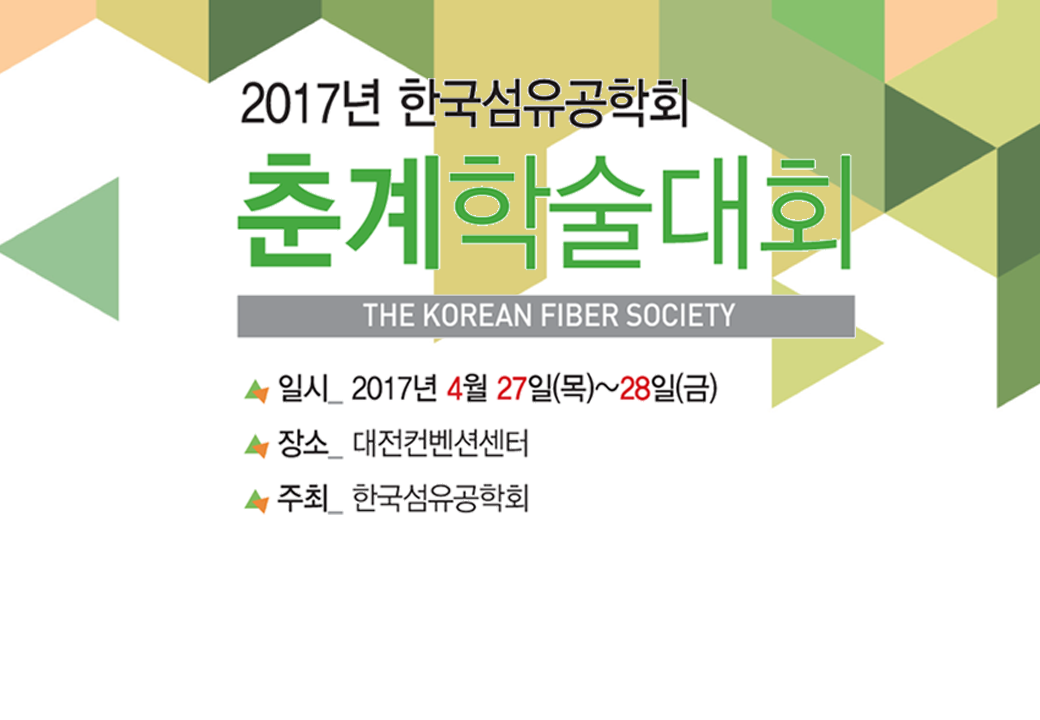 2017년 한국섬유공학회
춘계학술대회
THE KOREAN FIBER SOCIETY
일시_ 2017년 4월 27일(목)~28일(금)
장소_ 대전컨벤션센터
주최_ 한국섬유공학회